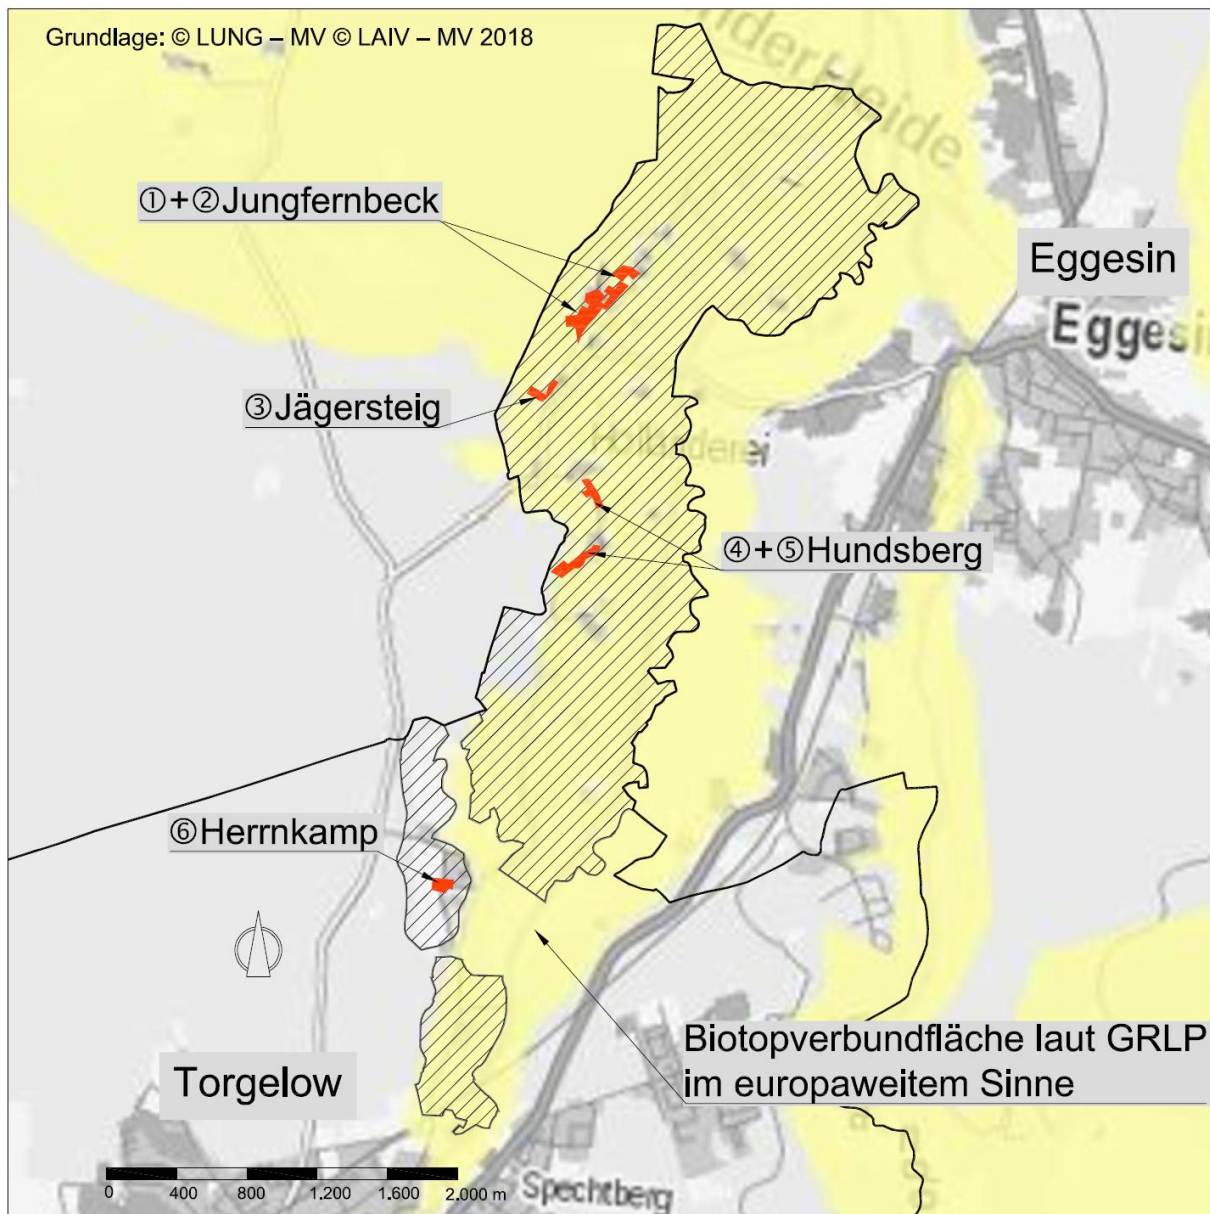 Grundlage: © LUNG – MV © LAIV – MV 2018
①+②Jungfernbeck
Eggesin
Eggesin
③Jägersteig
④+⑤Hundsberg
⑥Herrnkamp
Biotopverbundfläche laut GRLP
im europaweitem Sinne
Torgelow
0 400 800 1.200 1.600 2.000 m
Spechtberg